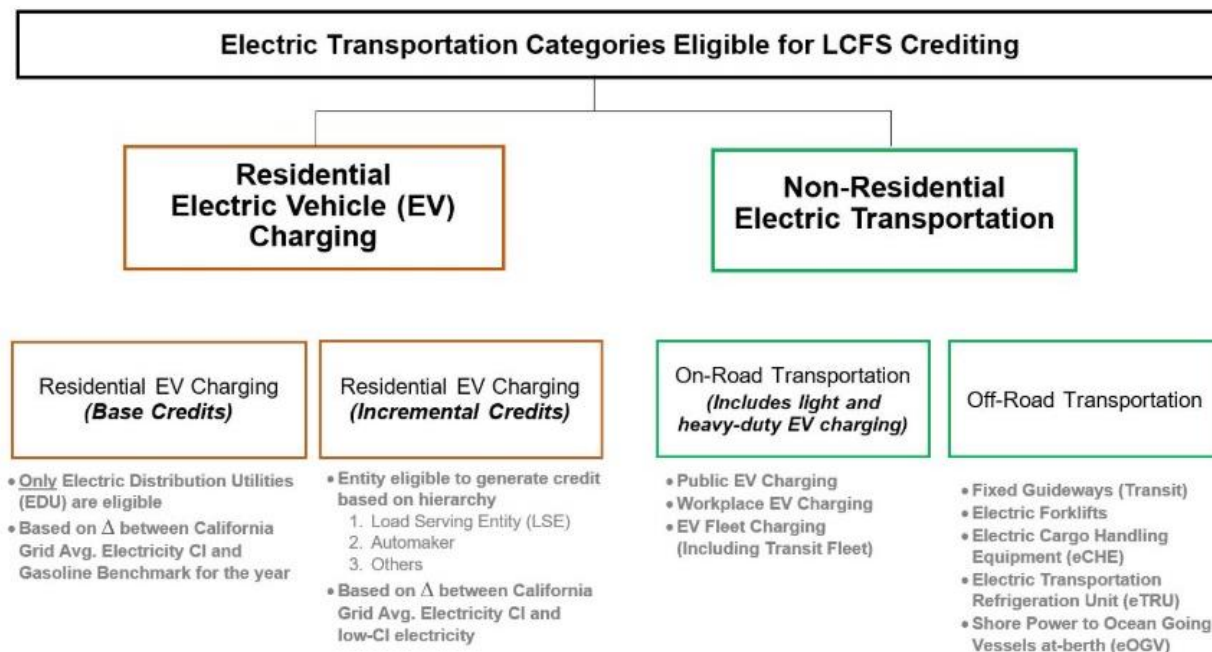 Electric Transportation Categories Eligible for LCFS Crediting
Residential
Electric Vehicle (EV)
Charging
Non-Residential
Electric Transportation
Residential EV Charging
(Base Credits)
• Only Electric Distribution Utilities
(EDU) are eligible
• Based on Δ between California
Grid Avg. Electricity CI and
Gasoline Benchmark for the year
Residential EV Charging
(Incremental Credits)
• Entity eligible to generate credit
based on hierarchy
1. Load Serving Entity (LSE)
2. Automaker
3. Others
• Based on Δ between California
Grid Avg. Electricity CI and
low-CI electricity
On-Road Transportation
(Includes light and
heavy-duty EV charging)
• Public EV Charging
• Workplace EV Charging
• EV Fleet Charging
(Including Transit Fleet)
Off-Road Transportation
• Fixed Guideways (Transit)
• Electric Forklifts
• Electric Cargo Handling
Equipment (eCHE)
• Electric Transportation
Refrigeration Unit (eTRU)
• Shore Power to Ocean Going
Vessels at-berth (eOGV)